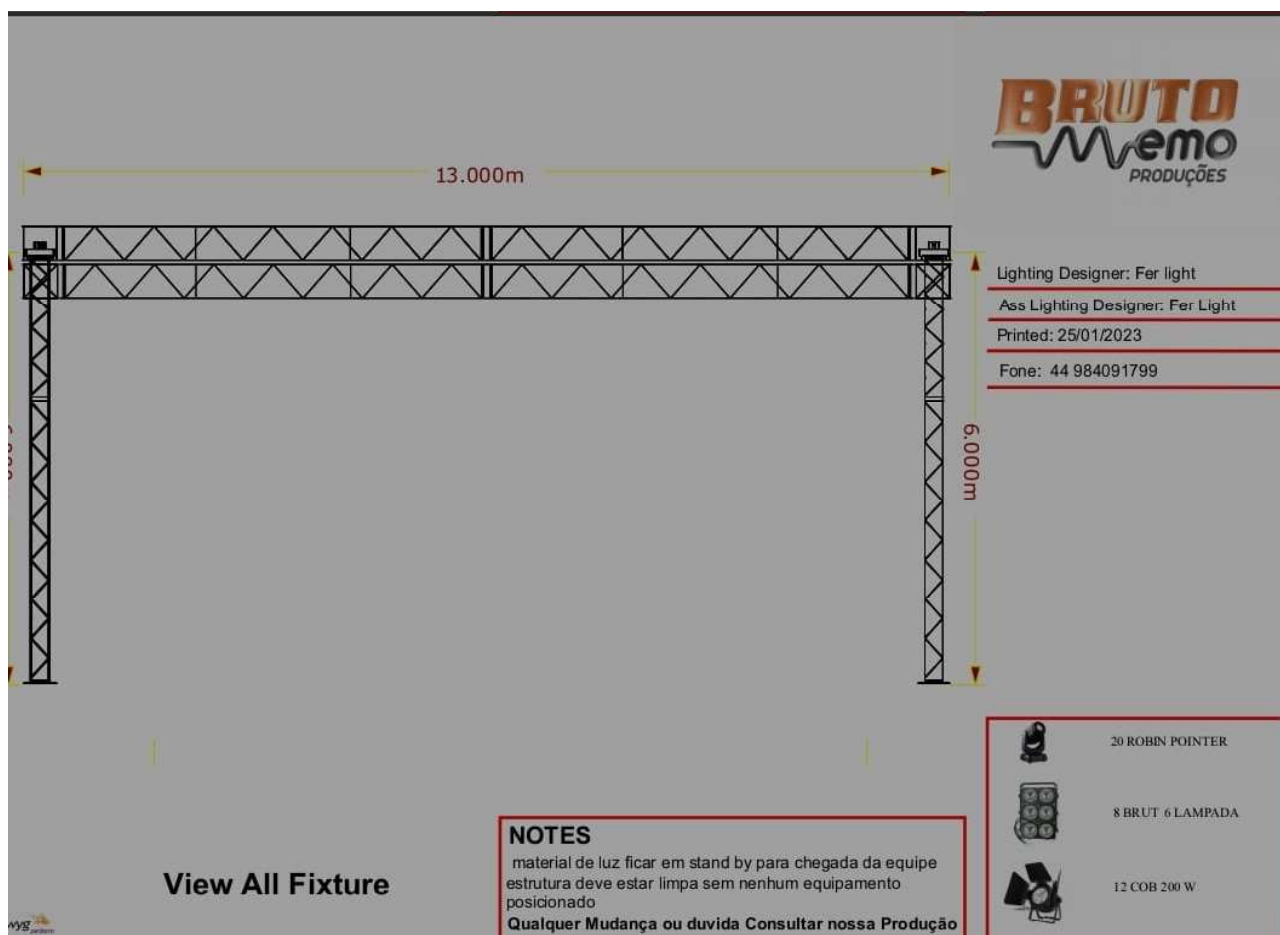 BRUTO
Memo
PRODUÇÕES
13.000m
Lighting Designer: Fer light
Ass Lighting Designer: Fer Light
Printed: 25/01/2023
Fone: 44 984091799
6.000m
20 ROBIN POINTER
8 BRUT 6 LAMPADA
12 COB 200 W
View All Fixture
NOTES
material de luz ficar em stand by para chegada da equipe
estrutura deve estar limpa sem nenhum equipamento
posicionado
Qualquer Mudança ou duvida Consultar nossa Produção
wyg